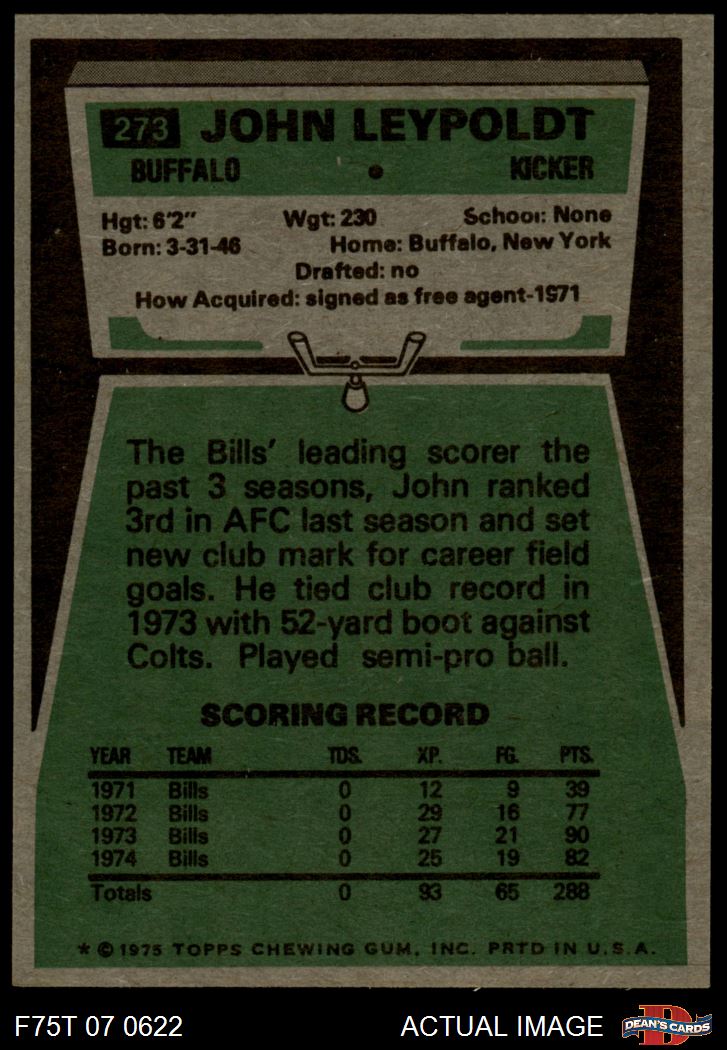 273 JOHN LEYPOLDT
BUFFALO • KICKER
Hgt: 6'2" Wgt: 230 School: None
Born: 3-31-46 Home: Buffalo, New York
Drafted: no
How Acquired: signed as free agent-1971
The Bills' leading scorer the
past 3 seasons, John ranked
3rd in AFC last season and set
new club mark for career field
goals. He tied club record in
1973 with 52-yard boot against
Colts. Played semi-pro ball.
SCORING RECORD
YEAR TEAM TDS. XP. FG. PTS.
1971 Bills 0 12 9 39
1972 Bills 0 29 16 77
1973 Bills 0 27 21 90
1974 Bills 0 25 19 82
Totals 0 93 65 288
* © 1975 TOPPS CHEWING GUM, INC. PRTD IN U.S.A.
F75T 07 0622 ACTUAL IMAGE D DEAN'S CARDS